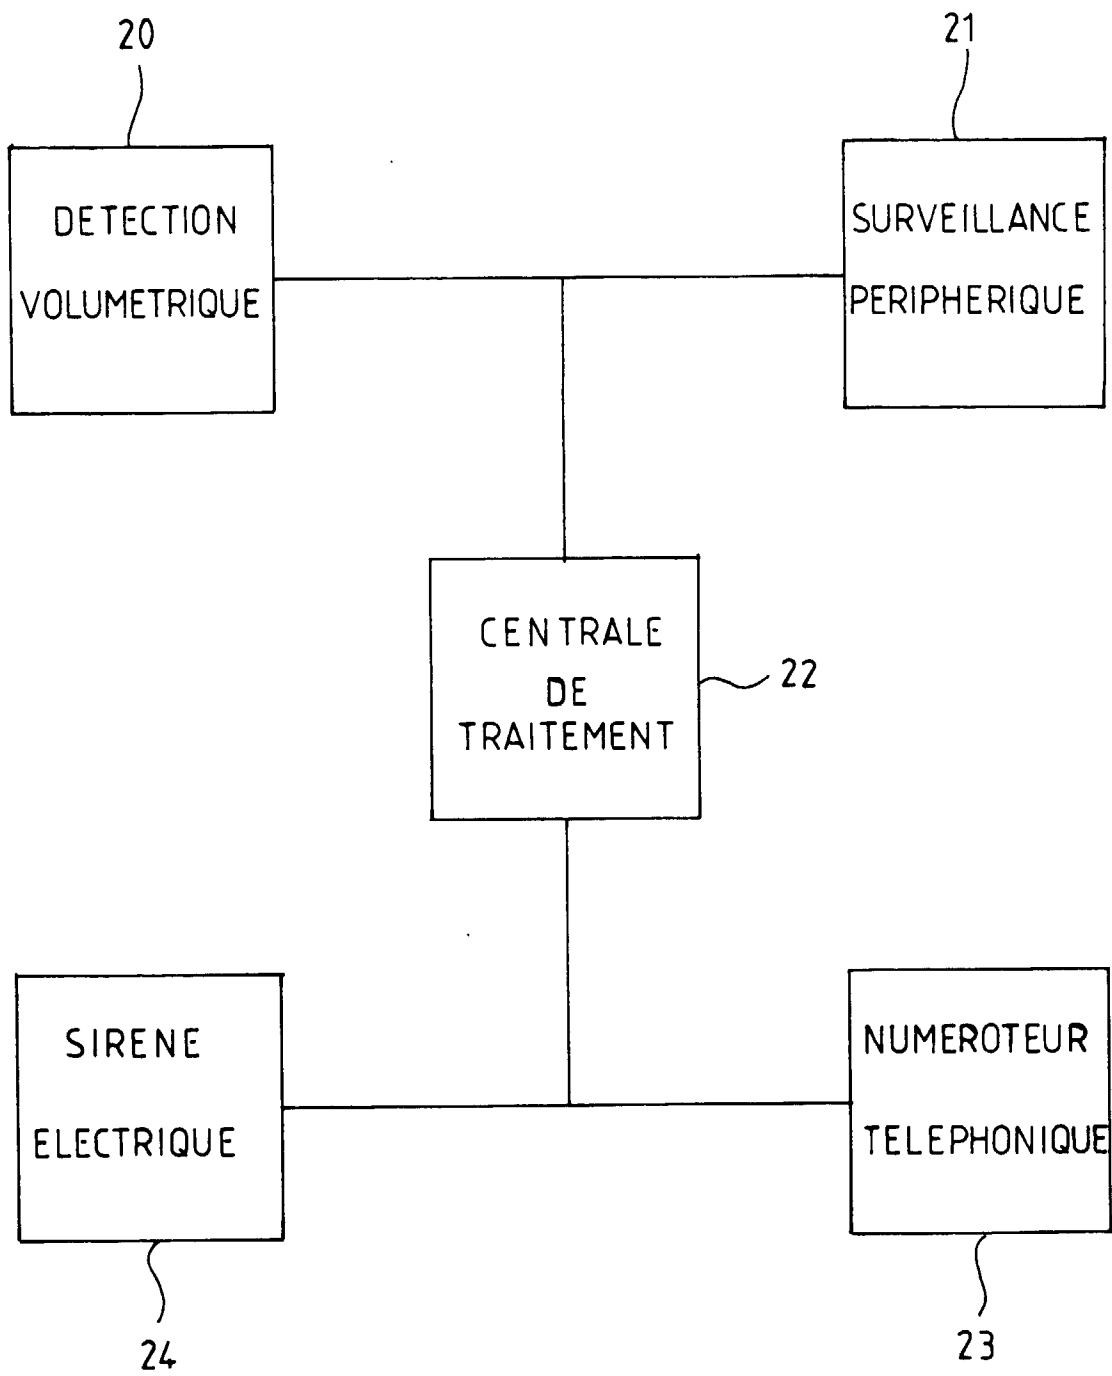 20
21
DETECTION
VOLUMETRIQUE
SURVEILLANCE
PERIPHERIQUE
CENTRALE
DE
TRAITEMENT
22
SIRENE
ELECTRIQUE
NUMEROTEUR
TELEPHONIQUE
24
23